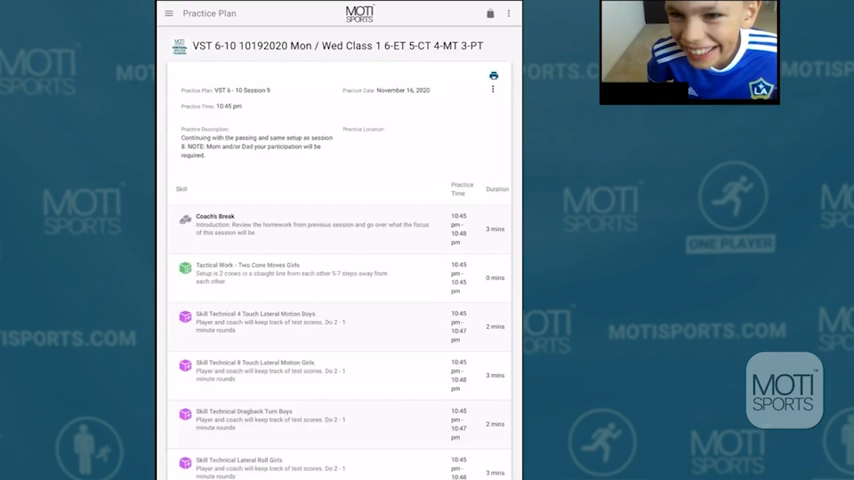 Practice Plan
MOTI
SPORTS
VST 6-10 10192020 Mon / Wed Class 1 6-ET 5-CT 4-MT 3-PT
Practice Plan: VST 6 - 10 Session 9
Practice Date: November 16, 2020
Practice Time: 10:45 pm
Practice Description:
Practice Location:
Continuing with the passing and same setup as session
8. NOTE: Mom and/or Dad your participation will be
required.
Skill
Practice
Time
Duration
Coach's Break
Introduction: Review the homework from previous session and go over what the focus
of this session will be.
10:45
pm -
10:48
pm
3 mins
Tactical Work - Two Cone Moves Girls
Setup is 2 cones in a straight line from each other 5-7 steps away from
each other.
10:45
pm -
10:45
pm
0 mins
Skill Technical 4 Touch Lateral Motion Boys
Player and coach will keep track of test scores. Do 2 - 1
minute rounds
10:45
pm -
10:47
pm
2 mins
Skill Technical 8 Touch Lateral Motion Girls
Player and coach will keep track of test scores. Do 2 - 1
minute rounds
10:45
pm -
10:48
pm
3 mins
Skill Technical Dragback Turn Boys
Player and coach will keep track of test scores. Do 2 - 1
minute rounds
10:45
pm -
10:47
pm
2 mins
Skill Technical Lateral Roll Girls
Player and coach will keep track of test scores. Do 2 - 1
minute rounds
10:45
pm -
10:48
3 mins
LA
MOTI
SPORTS
MOTI
SPORTS
ONE PLAYER
MOTISPORTS.COM
MOTI
SPORTS
MOTI
SPORTS